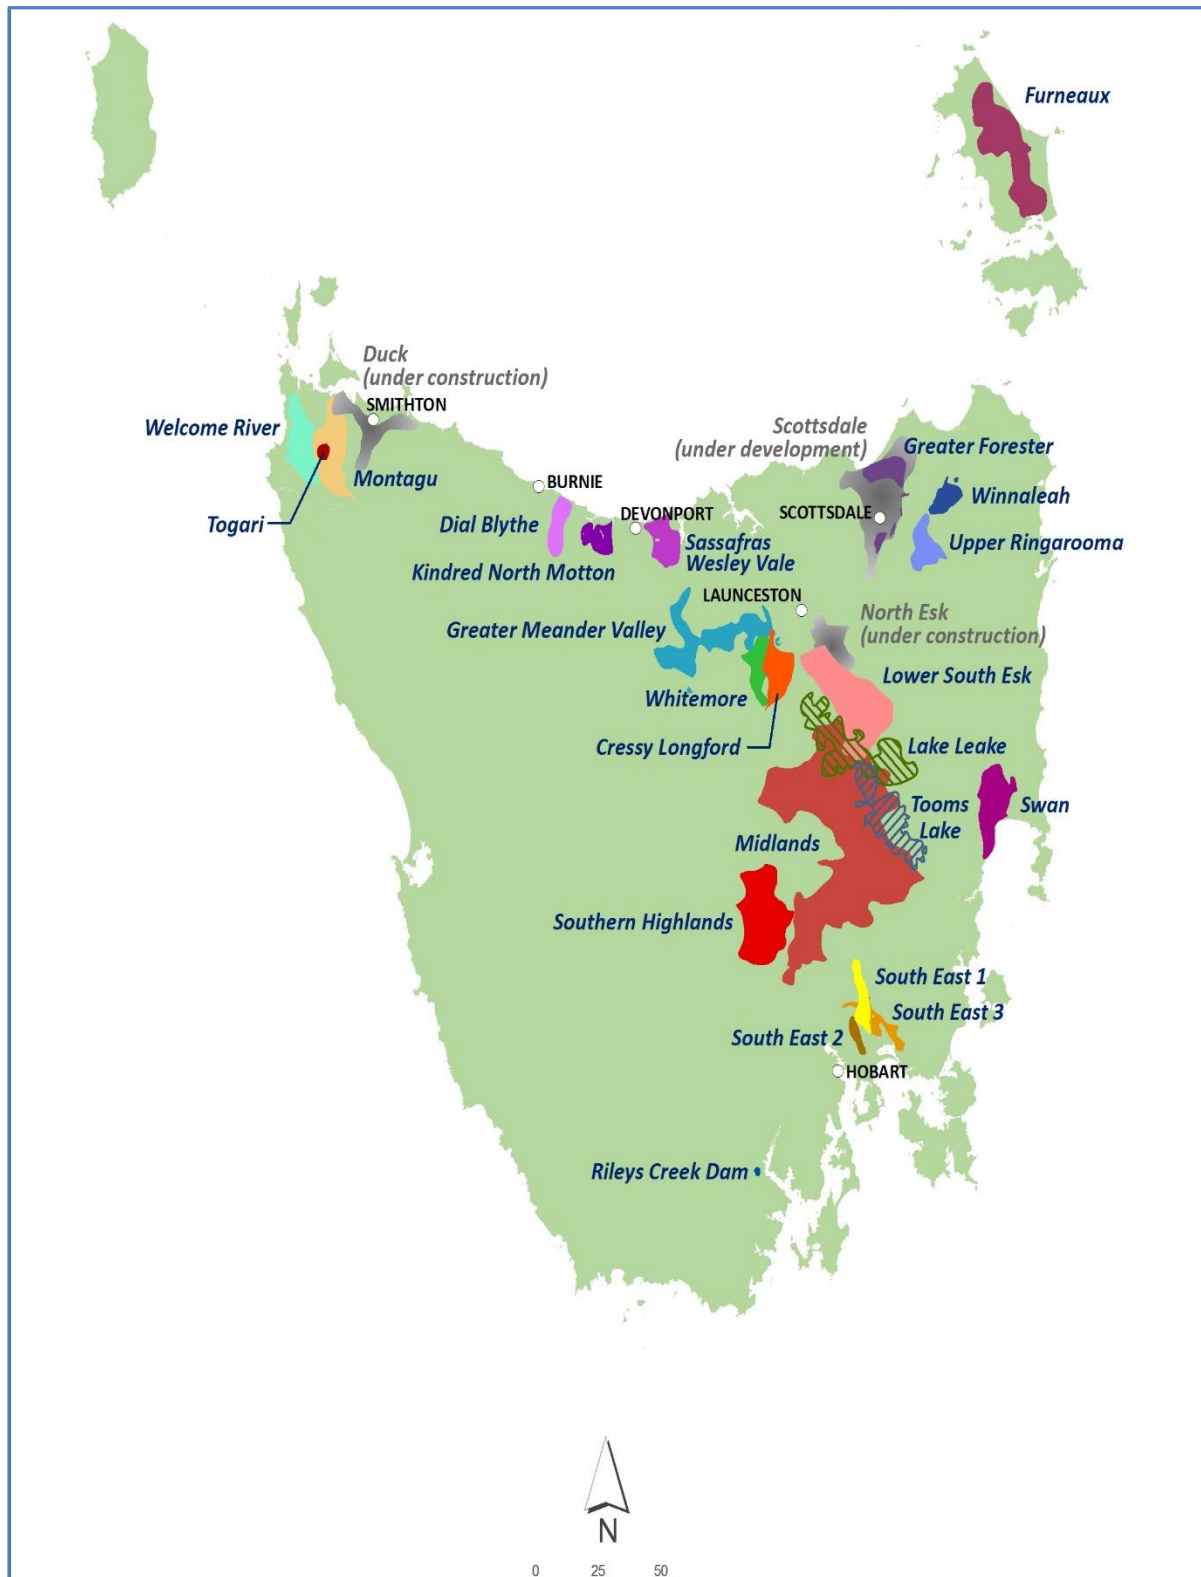 Furneaux
Duck
(under construction)
SMITHTON
Welcome River
Montagu
Togari
Scottsdale
(under development)
Greater Forester
Winnaleah
BURNIE
Dial Blythe
DEVONPORT
SCOTTSDALE
Sassafras
Wesley Vale
Upper Ringarooma
Kindred North Motton
LAUNCESTON
North Esk
(under construction)
Greater Meander Valley
Lower South Esk
Whitemore
Cressy Longford
Lake Leake
Tooms
Lake
Swan
Midlands
Southern Highlands
South East 1
South East 3
South East 2
HOBART
Rileys Creek Dam
N
0 25 50